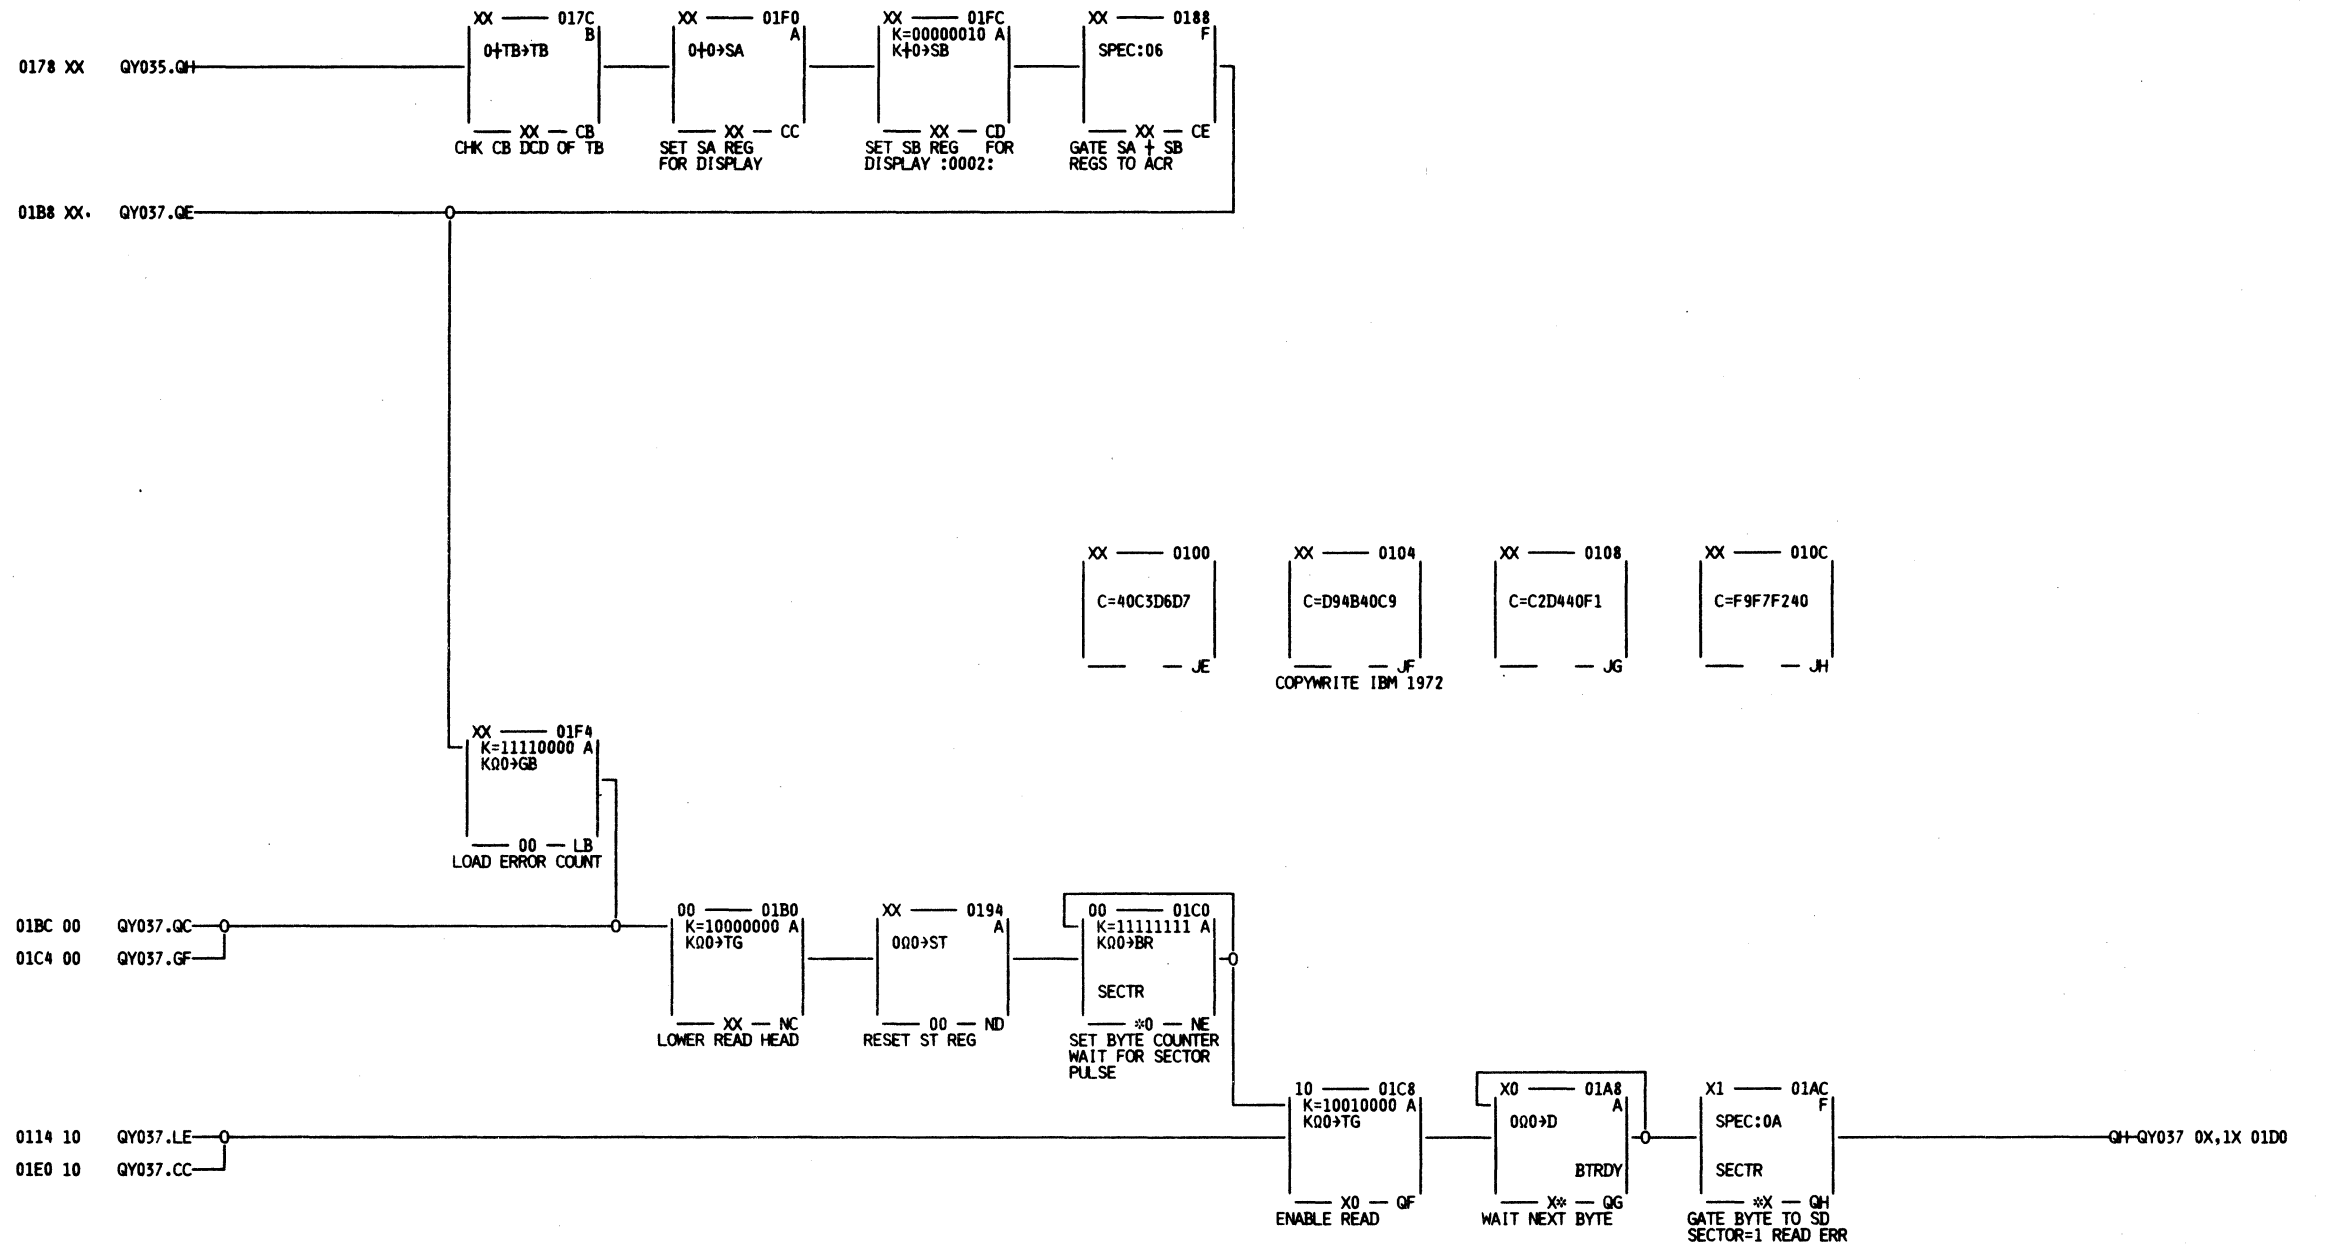 XX 017C
B
0+TB→TB
XX CB
CHK CB DCD OF TB
XX 01F0
A
0+0→SA
XX CC
SET SA REG
FOR DISPLAY
XX 01FC
K=00000010 A
K+0→SB
XX CD
SET SB REG FOR
DISPLAY :0002:
XX 0188
F
SPEC:06
XX CE
GATE SA + SB
REGS TO ACR
0178 XX QY035.QH
01B8 XX. QY037.QE
XX 0100
C=40C3D6D7
JE
XX 0104
C=D94B40C9
JF
COPYWRITE IBM 1972
XX 0108
C=C2D440F1
JG
XX 010C
C=F9F7F240
JH
XX 01F4
K=11110000 A
KΩ0→GB
00 LB
LOAD ERROR COUNT
01BC 00 QY037.QC
01C4 00 QY037.GF
00 01B0
K=10000000 A
KΩ0→TG
XX NC
LOWER READ HEAD
XX 0194
A
0Ω0→ST
00 ND
RESET ST REG
00 01C0
K=11111111 A
KΩ0→BR
SECTR
*0 NE
SET BYTE COUNTER
WAIT FOR SECTOR
PULSE
0114 10 QY037.LE
01E0 10 QY037.CC
10 01C8
K=10010000 A
KΩ0→TG
X0 QF
ENABLE READ
X0 01A8
A
0Ω0→D
BTRDY
X* QG
WAIT NEXT BYTE
X1 01AC
F
SPEC:0A
SECTR
*X QH
GATE BYTE TO SD
SECTOR=1 READ ERR
QH QY037 0X,1X 01D0